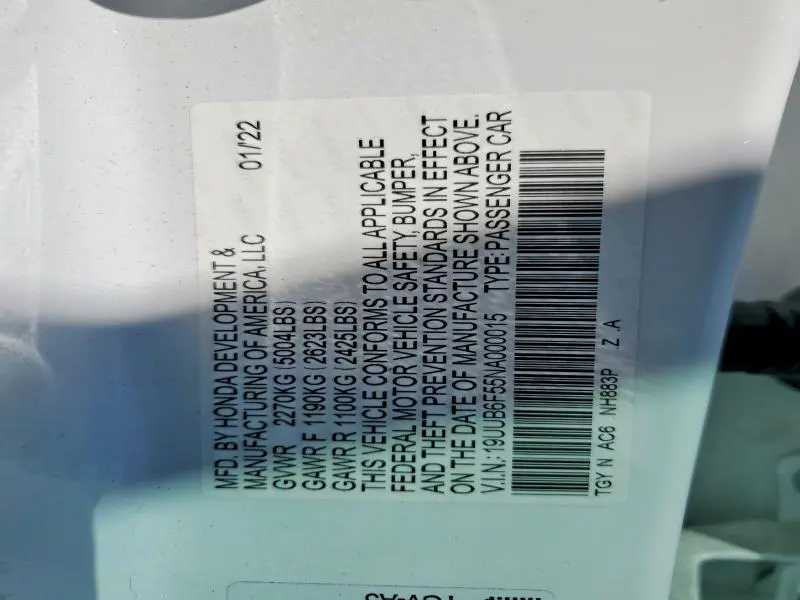 MFD. BY HONDA DEVELOPMENT &
MANUFACTURING OF AMERICA, LLC 01/'22
GVWR 2270KG (5004LBS)
GAWR F 1190KG (2623LBS)
GAWR R 1100KG (2425LBS)
THIS VEHICLE CONFORMS TO ALL APPLICABLE
FEDERAL MOTOR VEHICLE SAFETY, BUMPER,
AND THEFT PREVENTION STANDARDS IN EFFECT
ON THE DATE OF MANUFACTURE SHOWN ABOVE.
V.I.N.: 19UUB6F55NA000015 TYPE:PASSENGER CAR
TGY N AC6 NH883P Z A